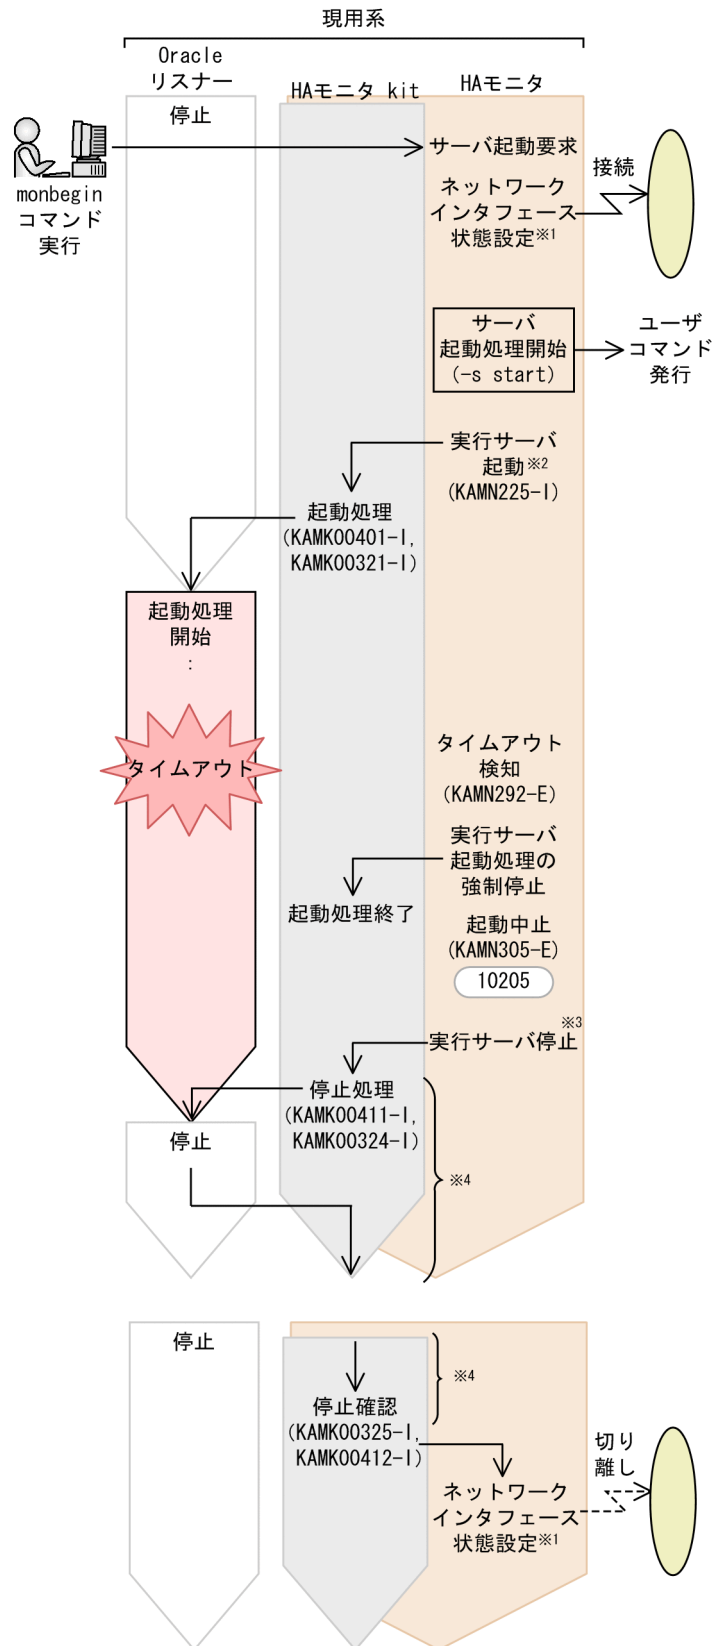 現用系
Oracle
リスナー
HAモニタ kit
HAモニタ
停止
サーバ起動要求
monbegin
コマンド
実行
接続
ネットワーク
インタフェース
状態設定※1
サーバ
起動処理開始
(-s start)
ユーザ
コマンド
発行
実行サーバ
起動※2
(KAMN225-I)
起動処理
(KAMK00401-I,
KAMK00321-I)
起動処理
開始
:
タイムアウト
タイムアウト
検知
(KAMN292-E)
実行サーバ
起動処理の
強制停止
起動処理終了
起動中止
(KAMN305-E)
10205
実行サーバ停止※3
停止処理
(KAMK00411-I,
KAMK00324-I)
停止
※4
停止
※4
停止確認
(KAMK00325-I,
KAMK00412-I)
切り
離し
ネットワーク
インタフェース
状態設定※1